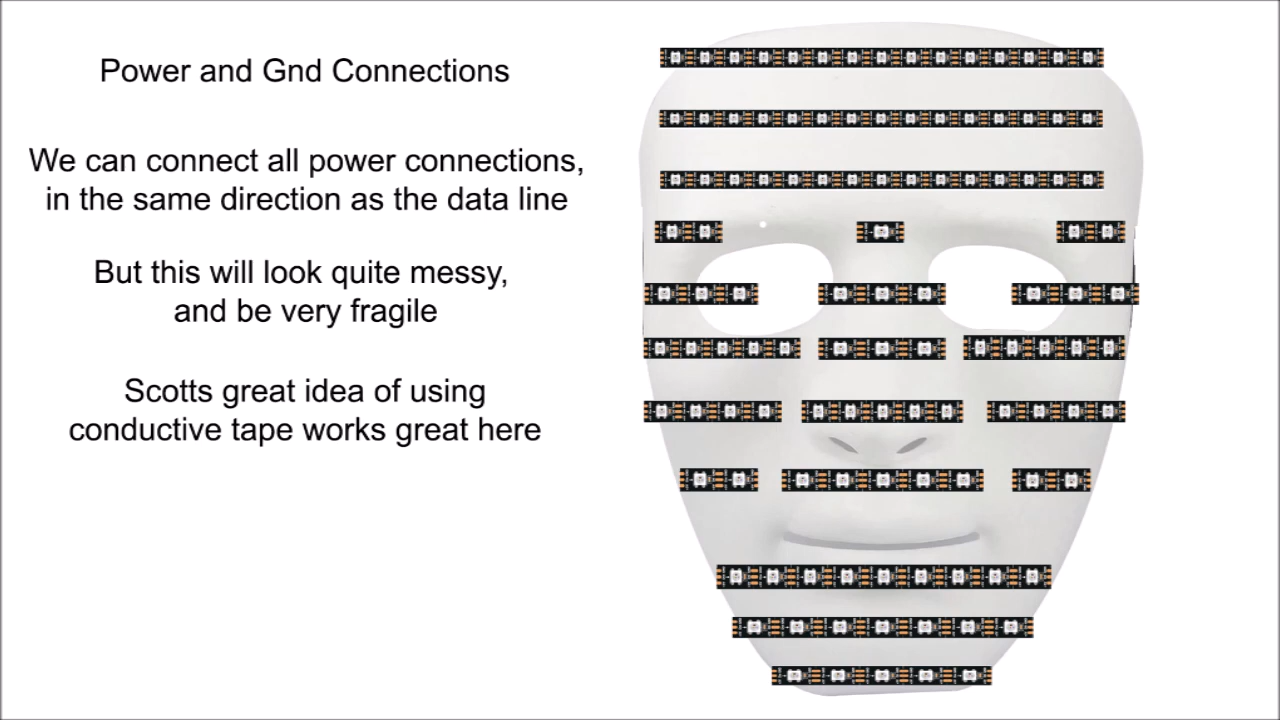 Power and Gnd Connections
We can connect all power connections,
in the same direction as the data line
But this will look quite messy,
and be very fragile
Scotts great idea of using
conductive tape works great here